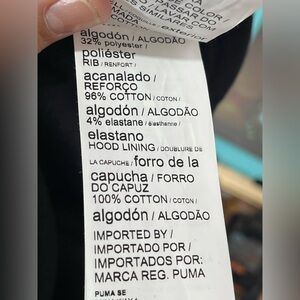 algodón / ALGODÃO
32% polyester /
poliéster
RIB / RENFORT /
acanalado /
REFORÇO
96% COTTON / COTON /
algodón / ALGODÃO
4% elastane / élasthanne /
elastano
HOOD LINING / DOUBLURE DE
LA CAPUCHE / forro de la
capucha / FORRO
DO CAPUZ
100% COTTON / COTON /
algodón / ALGODÃO
IMPORTED BY /
IMPORTADO POR /
IMPORTADOS POR:
MARCA REG. PUMA
PUMA SE